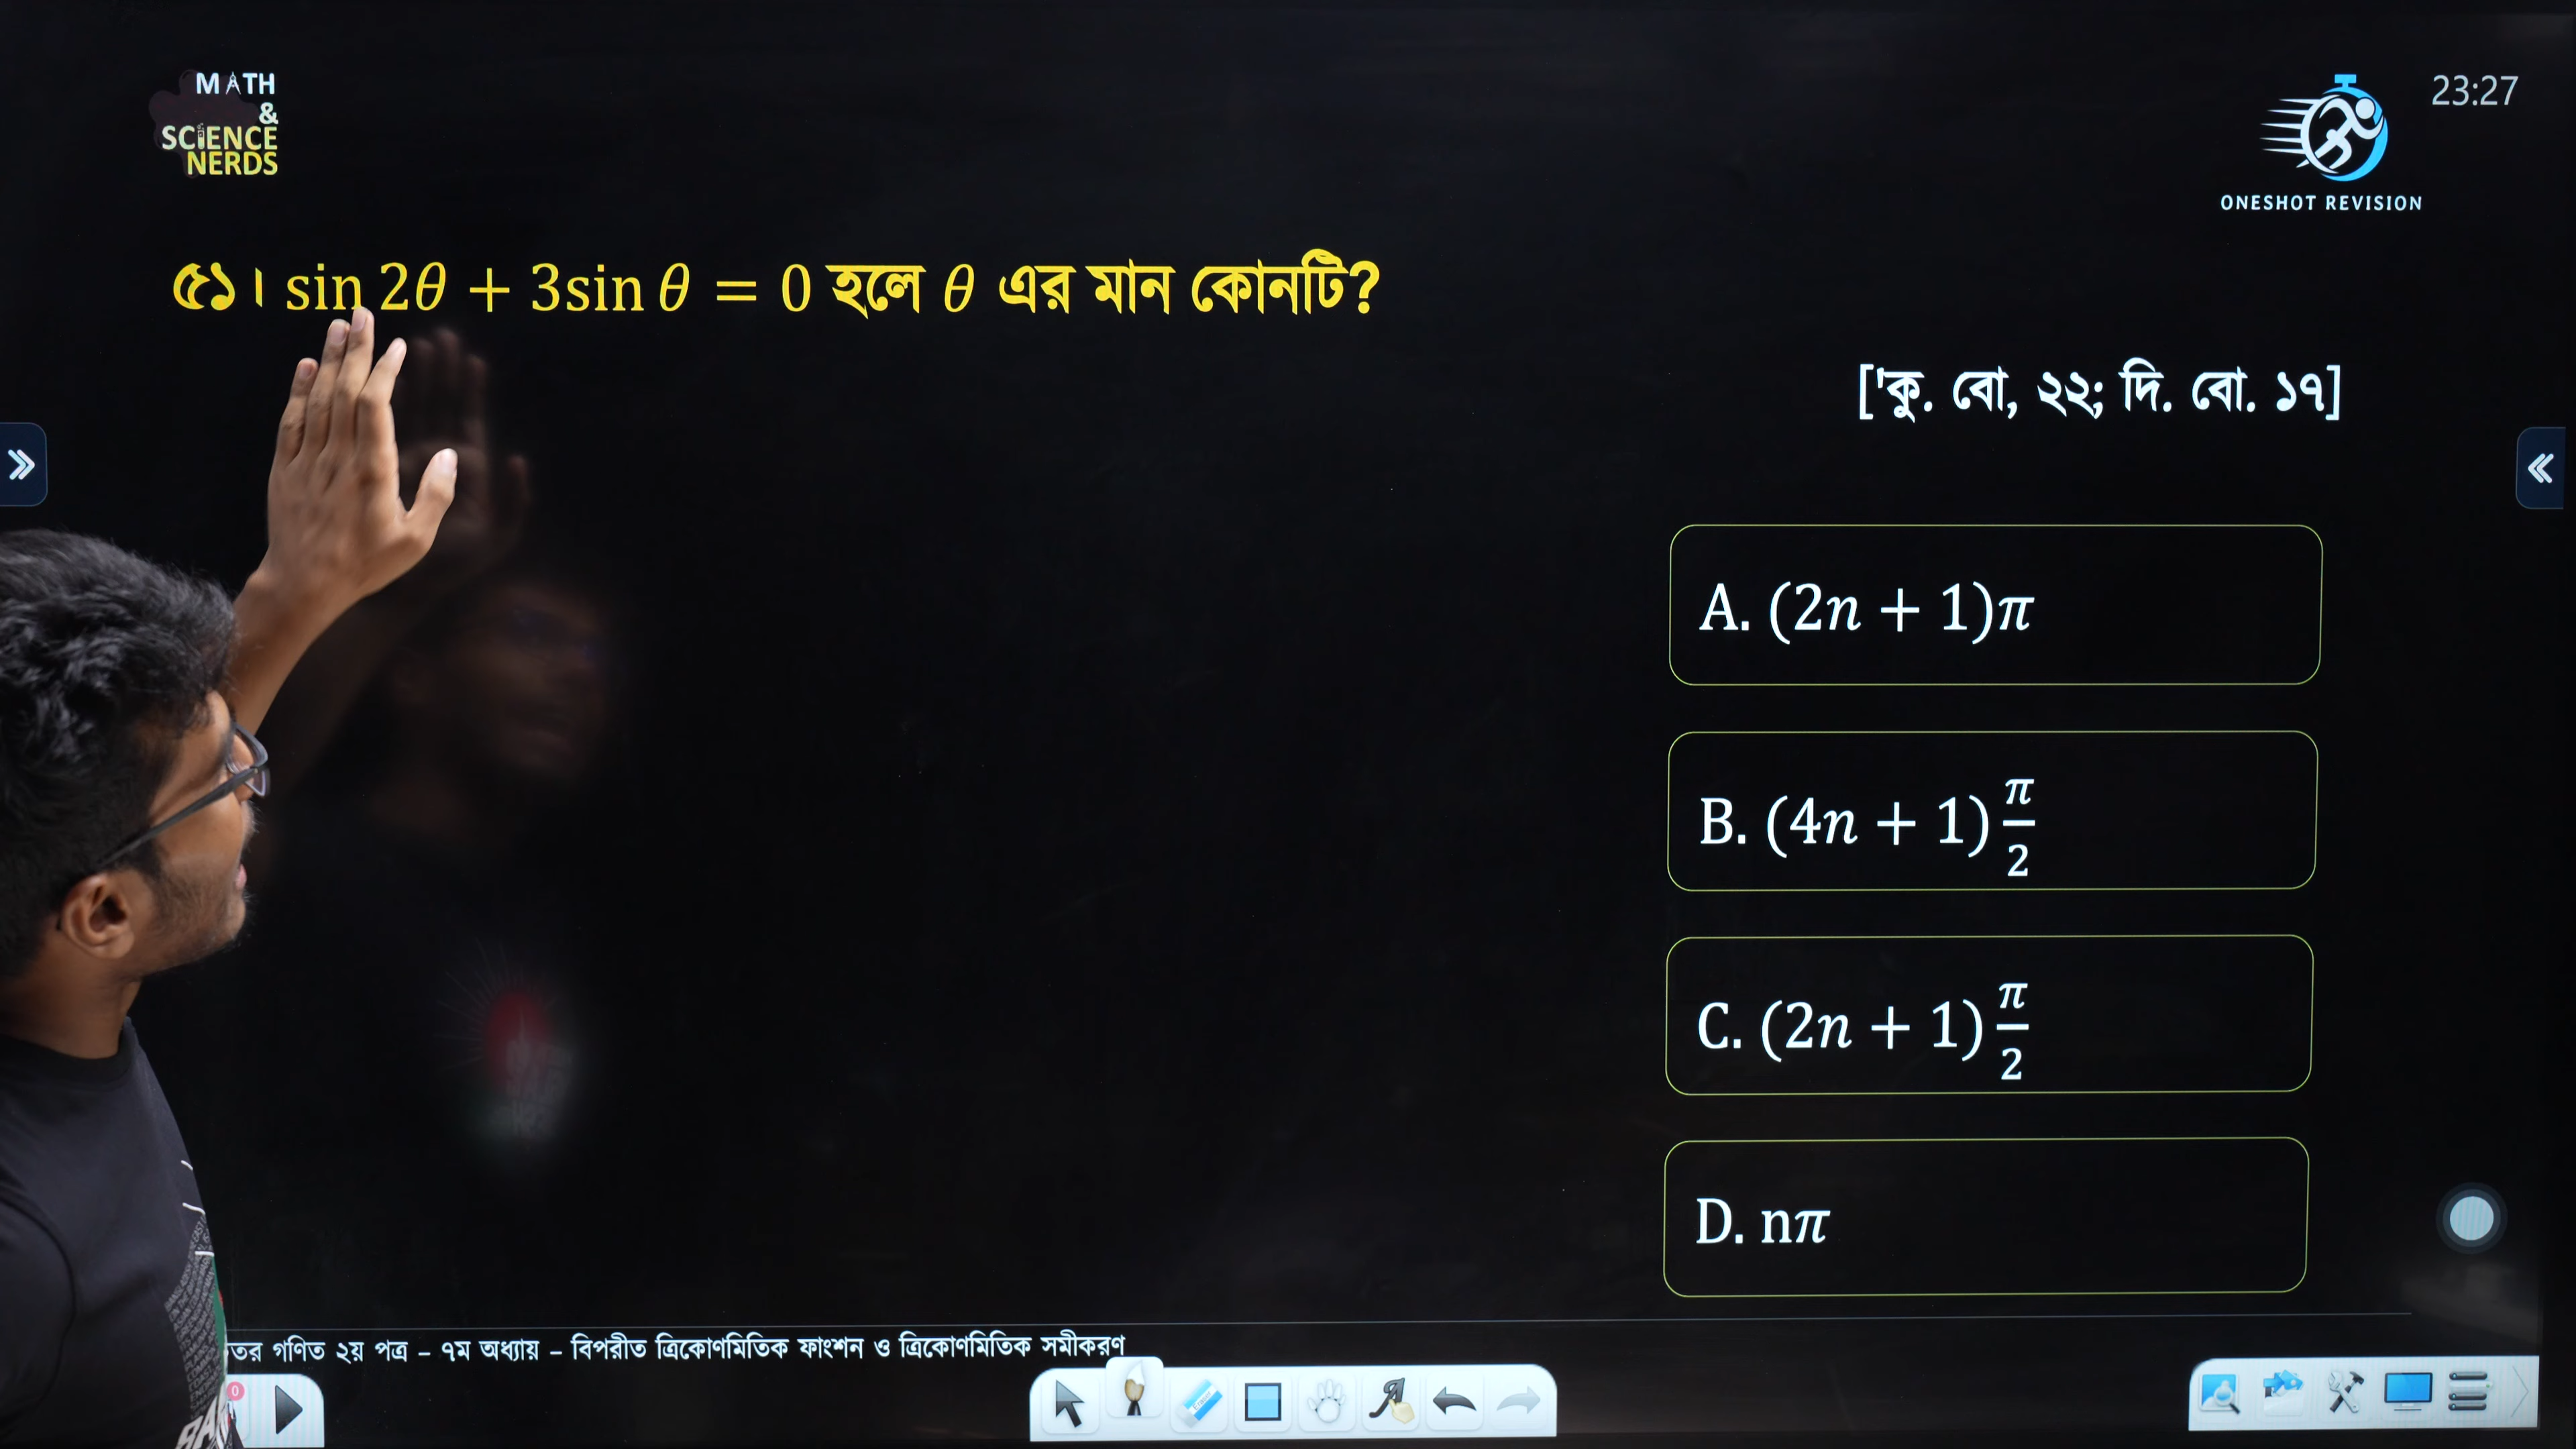 MATH
&
SCIENCE
NERDS
23:27
ONESHOT REVISION
৫১। sin 2θ + 3sin θ = 0 হলে θ এর মান কোনটি?
['কু. বো, ২২; দি. বো. ১৭]
A. (2n + 1)π
B. (4n + 1) π/2
C. (2n + 1) π/2
D. nπ
তর গণিত ২য় পত্র – ৭ম অধ্যায় – বিপরীত ত্রিকোণমিতিক ফাংশন ও ত্রিকোণমিতিক সমীকরণ
0